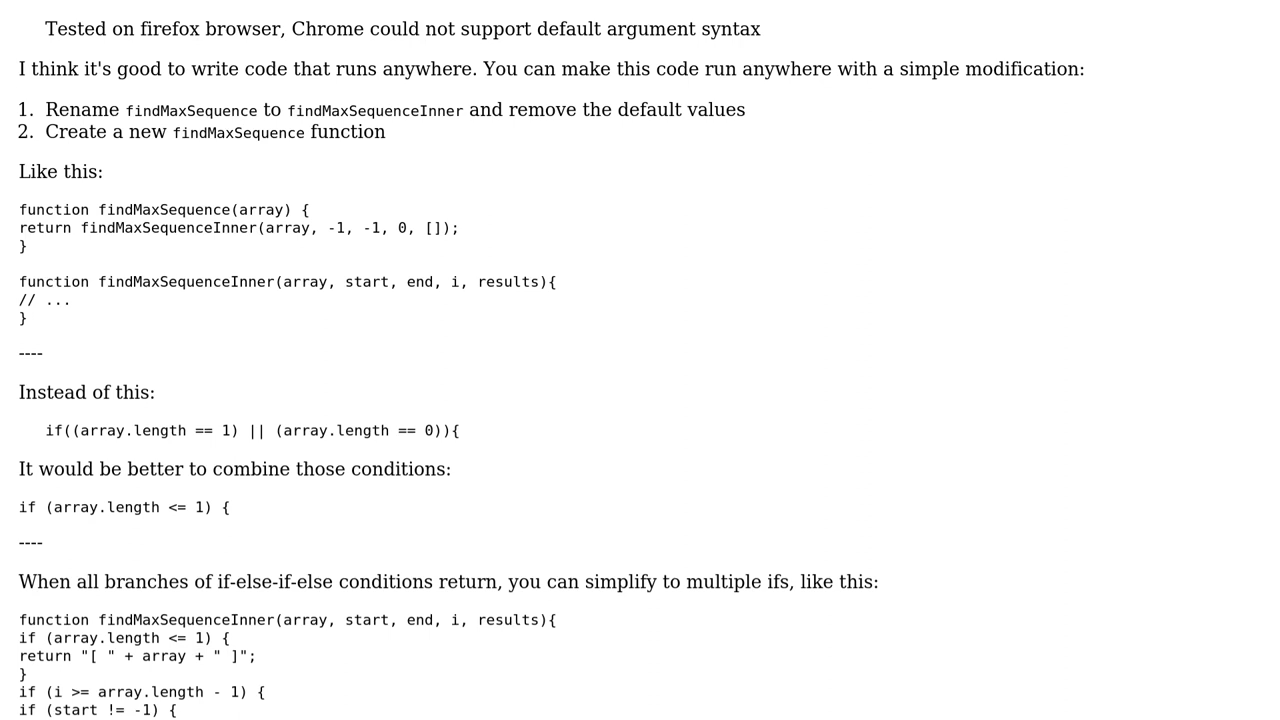 Tested on firefox browser, Chrome could not support default argument syntax
I think it's good to write code that runs anywhere. You can make this code run anywhere with a simple modification:
1. Rename findMaxSequence to findMaxSequenceInner and remove the default values
2. Create a new findMaxSequence function
Like this:
function findMaxSequence(array) {
return findMaxSequenceInner(array, -1, -1, 0, []);
}
function findMaxSequenceInner(array, start, end, i, results){
// ...
}
----
Instead of this:
if((array.length == 1) || (array.length == 0)){
It would be better to combine those conditions:
if (array.length <= 1) {
----
When all branches of if-else-if-else conditions return, you can simplify to multiple ifs, like this:
function findMaxSequenceInner(array, start, end, i, results){
if (array.length <= 1) {
return "[ " + array + " ]";
}
if (i >= array.length - 1) {
if (start != -1) {